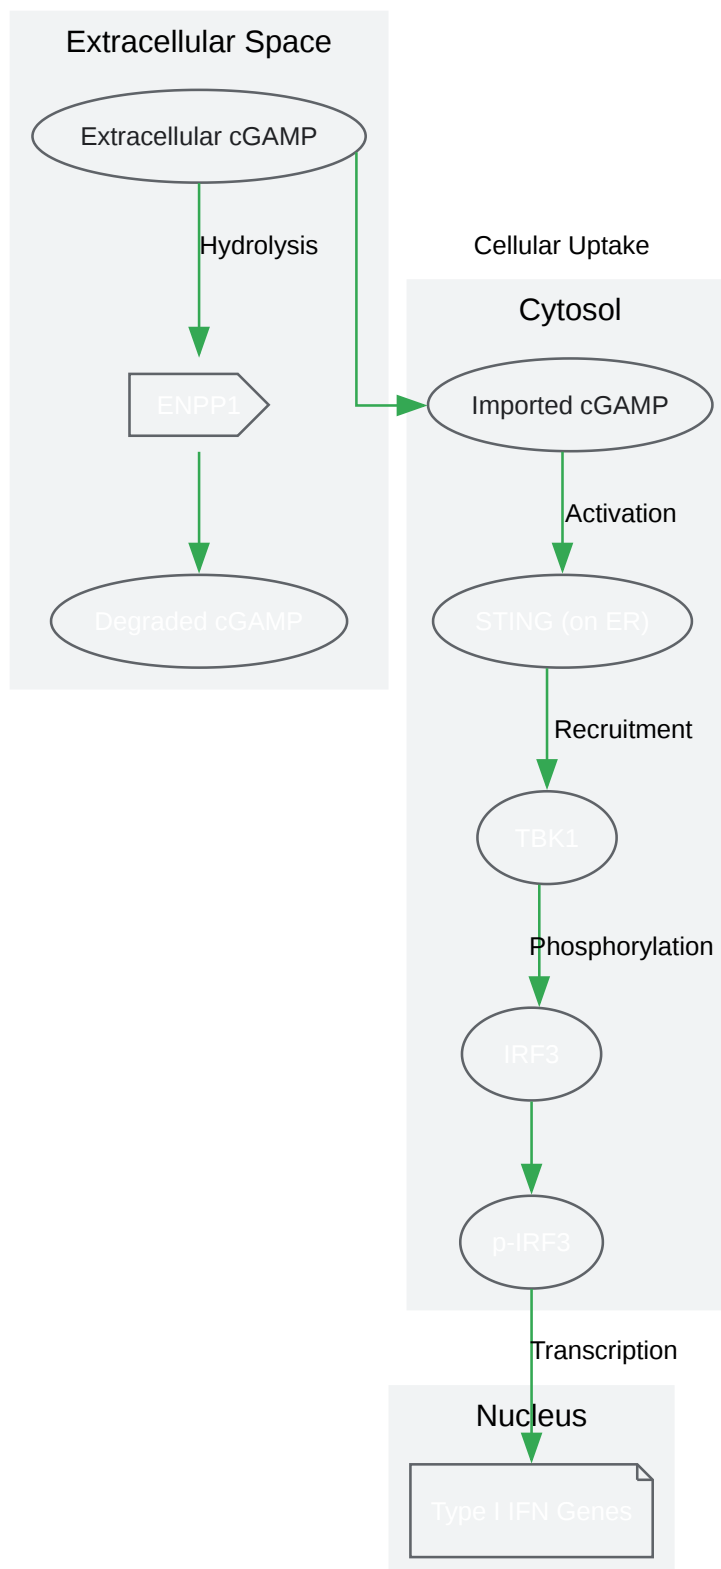 Extracellular Space
Extracellular cGAMP
Hydrolysis
Cellular Uptake
ENPP1
Degraded cGAMP
Cytosol
Imported cGAMP
Activation
STING (on ER)
Recruitment
TBK1
Phosphorylation
IRF3
p-IRF3
Transcription
Nucleus
Type I IFN Genes